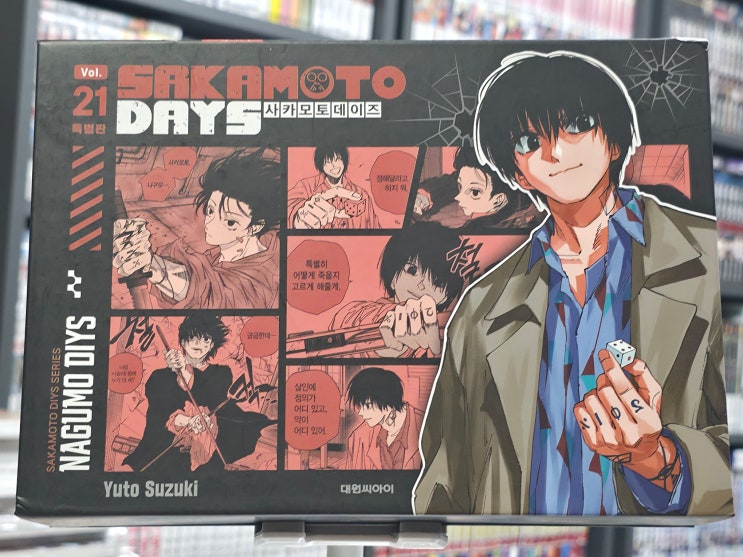 Vol.
21
특별판
SAKAMOTO
DAYS
사카모토데이즈
사카모토.
나구모…
정해달라고
하지 뭐.
특별히
어떻게 죽을지
고르게 해줄게.
궁금한데…
살인에
정의가
어디 있고,
악이
어디 있어.
SAKAMOTO DIYS SERIES
NAGUMO DIYS
Yuto Suzuki
대원씨아이